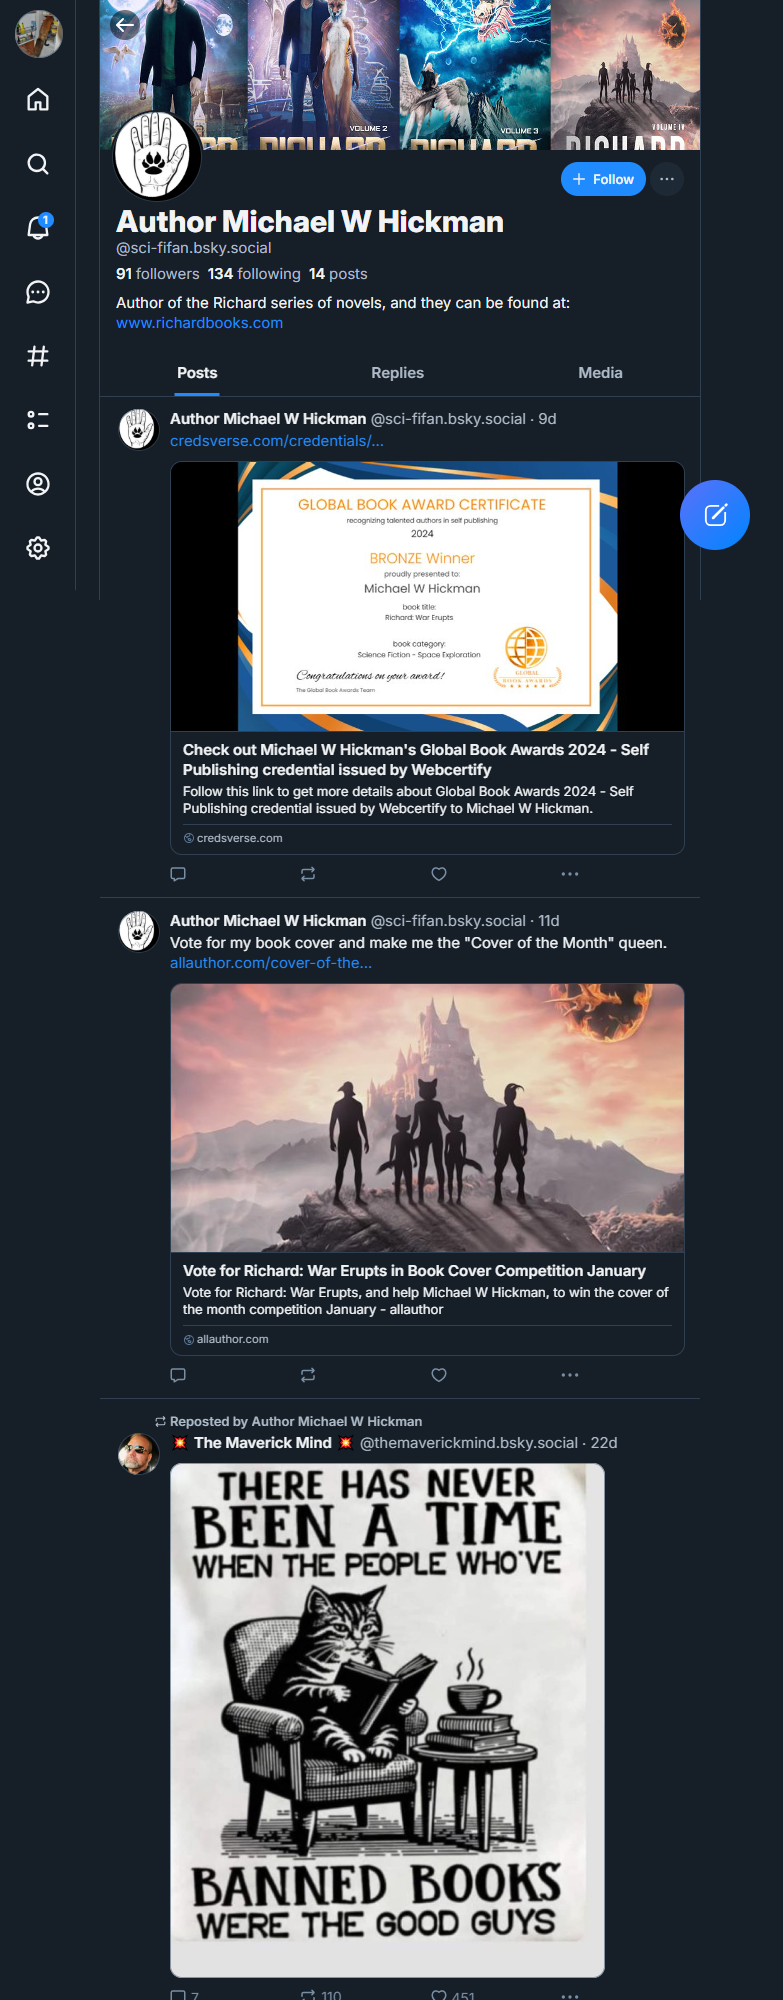 VOLUME 2
VOLUME 3
VOLUME IV
RICHARD
RICHARD
RICHARD
RICHARD
Follow
1
Author Michael W Hickman
@sci-fifan.bsky.social
91 followers 134 following 14 posts
Author of the Richard series of novels, and they can be found at:
www.richardbooks.com
Posts
Replies
Media
Author Michael W Hickman @sci-fifan.bsky.social · 9d
credsverse.com/credentials/...
GLOBAL BOOK AWARD CERTIFICATE
recognizing talented authors in self publishing
2024
BRONZE Winner
proudly presented to:
Michael W Hickman
book title:
Richard: War Erupts
book category:
Science Fiction - Space Exploration
Congratulations on your award!
The Global Book Awards Team
GLOBAL
BOOK AWARDS
Check out Michael W Hickman's Global Book Awards 2024 - Self
Publishing credential issued by Webcertify
Follow this link to get more details about Global Book Awards 2024 - Self
Publishing credential issued by Webcertify to Michael W Hickman.
credsverse.com
Author Michael W Hickman @sci-fifan.bsky.social · 11d
Vote for my book cover and make me the "Cover of the Month" queen.
allauthor.com/cover-of-the...
Vote for Richard: War Erupts in Book Cover Competition January
Vote for Richard: War Erupts, and help Michael W Hickman, to win the cover of
the month competition January - allauthor
allauthor.com
Reposted by Author Michael W Hickman
💥 The Maverick Mind 💥 @themaverickmind.bsky.social · 22d
THERE HAS NEVER
BEEN A TIME
WHEN THE PEOPLE WHO'VE
BANNED BOOKS
WERE THE GOOD GUYS
7
110
451